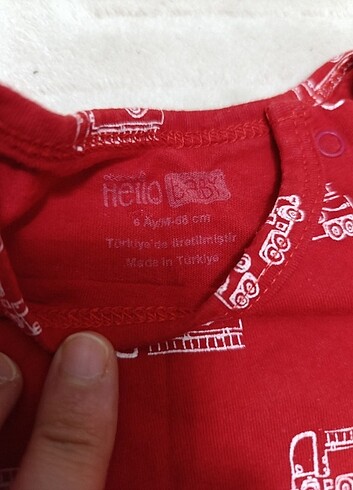 Hello BABY
6 Ay/M-68 cm
Türkiye'de üretilmiştir
Made in Türkiye